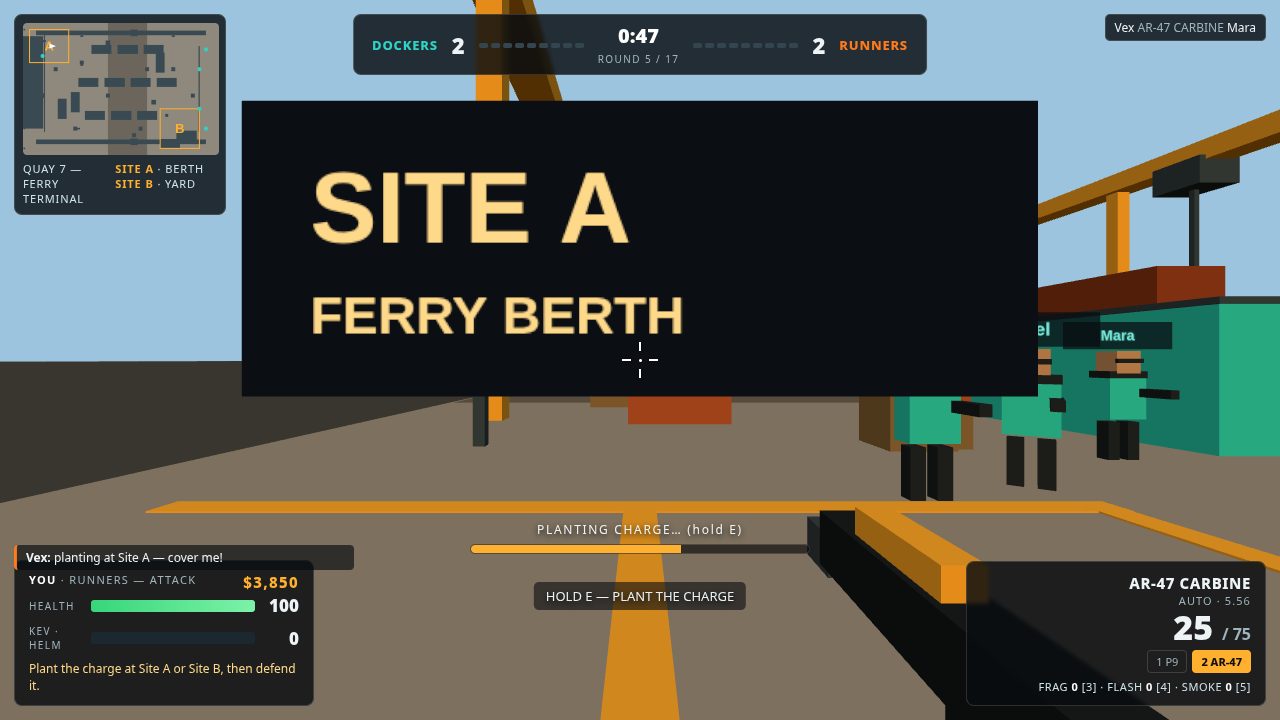 A
B
QUAY 7 —
FERRY
TERMINAL
SITE A · BERTH
SITE B · YARD
DOCKERS 2
0:47
ROUND 5 / 17
2 RUNNERS
Vex AR-47 CARBINE Mara
SITE A
FERRY BERTH
el
Mara
PLANTING CHARGE… (hold E)
HOLD E — PLANT THE CHARGE
Vex: planting at Site A — cover me!
YOU · RUNNERS — ATTACK $3,850
HEALTH 100
KEV ·
HELM 0
Plant the charge at Site A or Site B, then defend
it.
AR-47 CARBINE
AUTO · 5.56
25 / 75
1 P9 2 AR-47
FRAG 0 [3] · FLASH 0 [4] · SMOKE 0 [5]